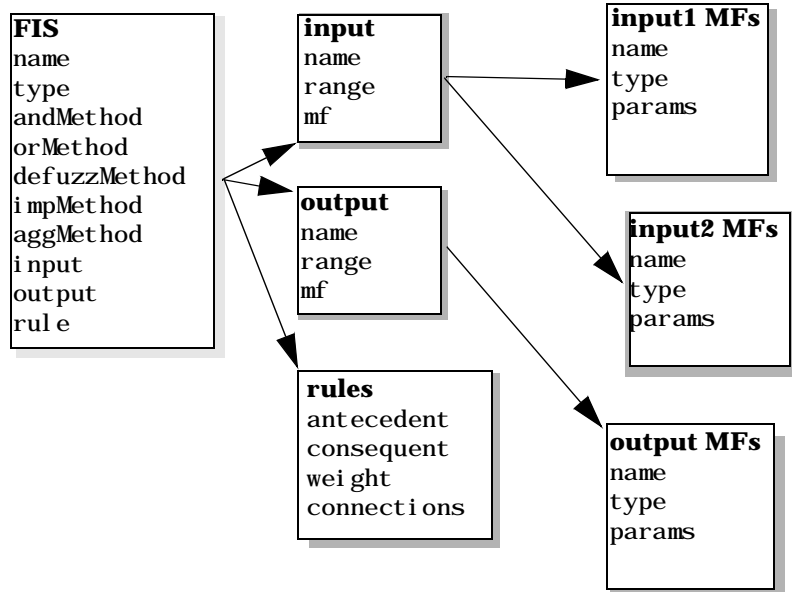 FIS
name
type
andMethod
orMethod
defuzzMethod
impMethod
aggMethod
input
output
rule
input
name
range
mf
output
name
range
mf
rules
antecedent
consequent
weight
connections
input1 MFs
name
type
params
input2 MFs
name
type
params
output MFs
name
type
params